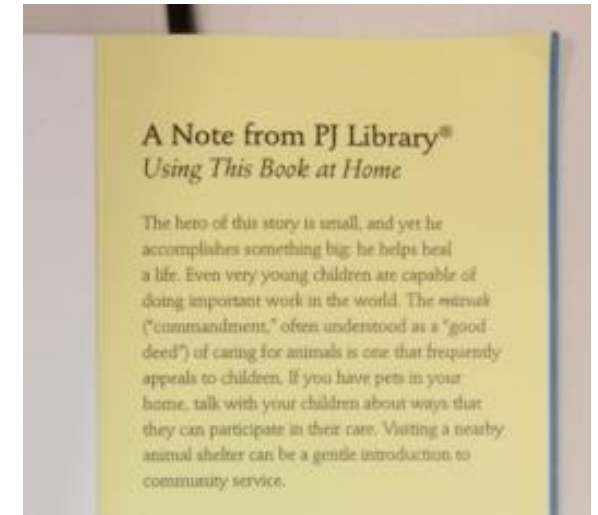 A Note from PJ Library®
Using This Book at Home
The hero of this story is small, and yet he
accomplishes something big: he helps heal
a life. Even very young children are capable of
doing important work in the world. The mitzvah
("commandment," often understood as a "good
deed") of caring for animals is one that frequently
appeals to children. If you have pets in your
home, talk with your children about ways that
they can participate in their care. Visiting a nearby
animal shelter can be a gentle introduction to
community service.